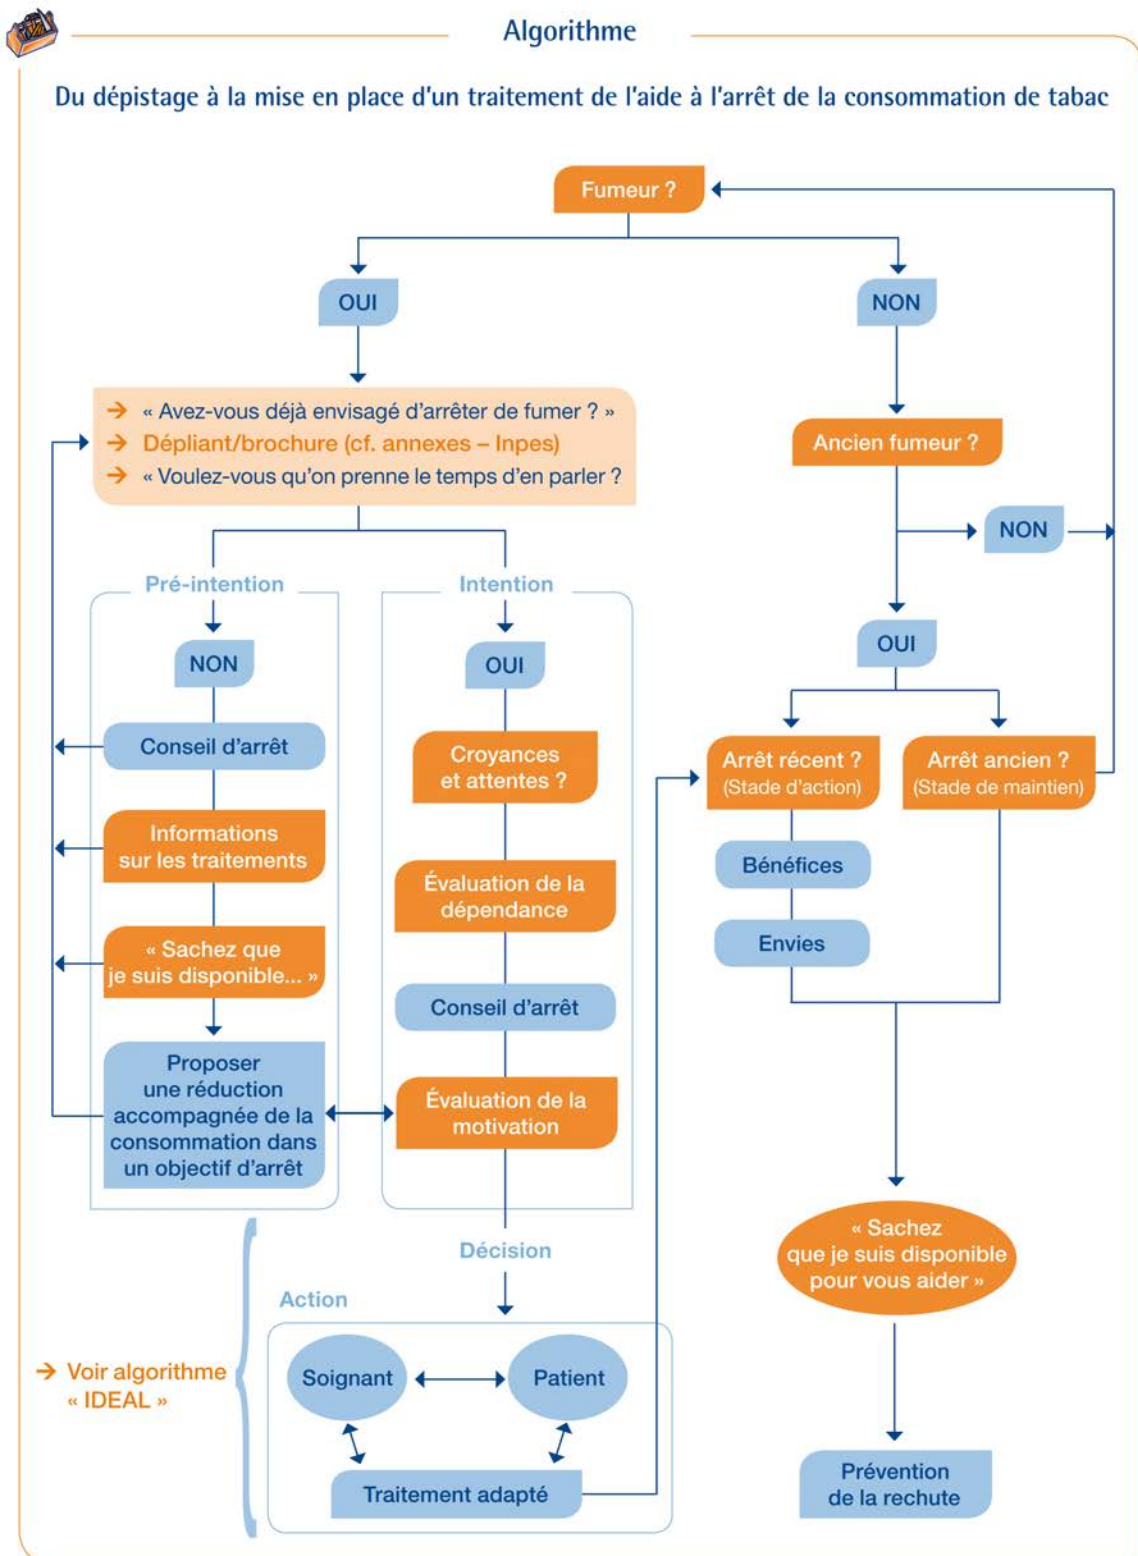 Algorithme
Du dépistage à la mise en place d'un traitement de l'aide à l'arrêt de la consommation de tabac
Fumeur ?
OUI
NON
→ « Avez-vous déjà envisagé d'arrêter de fumer ? »
→ Dépliant/brochure (cf. annexes – Inpes)
→ « Voulez-vous qu'on prenne le temps d'en parler ?
Ancien fumeur ?
NON
OUI
Pré-intention
NON
Conseil d'arrêt
Informations
sur les traitements
« Sachez que
je suis disponible... »
Proposer
une réduction
accompagnée de la
consommation dans
un objectif d'arrêt
Intention
OUI
Croyances
et attentes ?
Évaluation de la
dépendance
Conseil d'arrêt
Évaluation de la
motivation
Arrêt récent ?
(Stade d'action)
Bénéfices
Envies
Arrêt ancien ?
(Stade de maintien)
« Sachez
que je suis disponible
pour vous aider »
Prévention
de la rechute
Décision
Action
→ Voir algorithme
« IDEAL »
Soignant
Patient
Traitement adapté